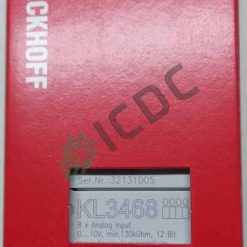 CKHOFF
ICDC
Ser.Nr.:32131005
KL3468 0000
8 x Analog Input
0...10V, min.130kOhm, 12 Bit